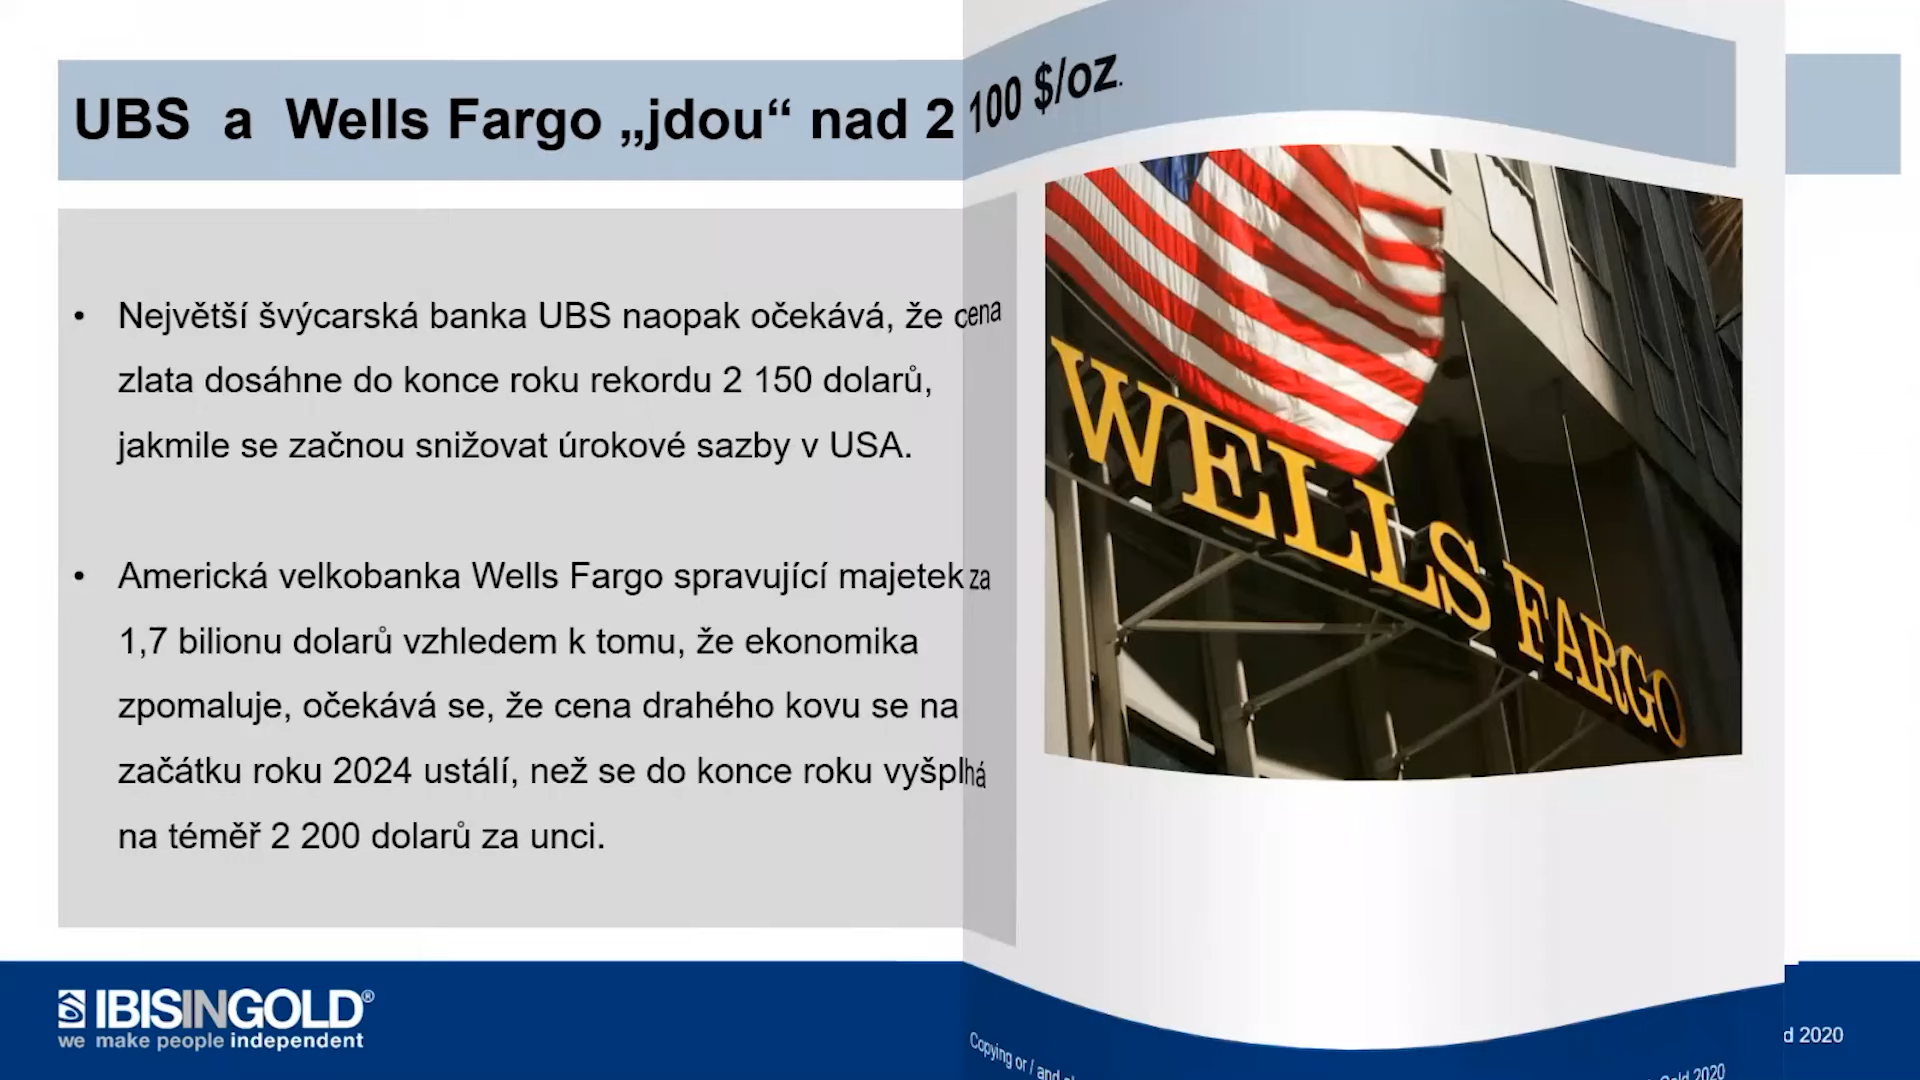 UBS a Wells Fargo „jdou“ nad 2 100 $/oz.
• Největší švýcarská banka UBS naopak očekává, že cena
zlata dosáhne do konce roku rekordu 2 150 dolarů,
jakmile se začnou snižovat úrokové sazby v USA.
• Americká velkobanka Wells Fargo spravující majetek za
1,7 bilionu dolarů vzhledem k tomu, že ekonomika
zpomaluje, očekává se, že cena drahého kovu se na
začátku roku 2024 ustálí, než se do konce roku vyšplhá
na téměř 2 200 dolarů za unci.
WELLS FARGO
IBISINGOLD®
we make people independent
Copying or / and
Gold 2020
d 2020